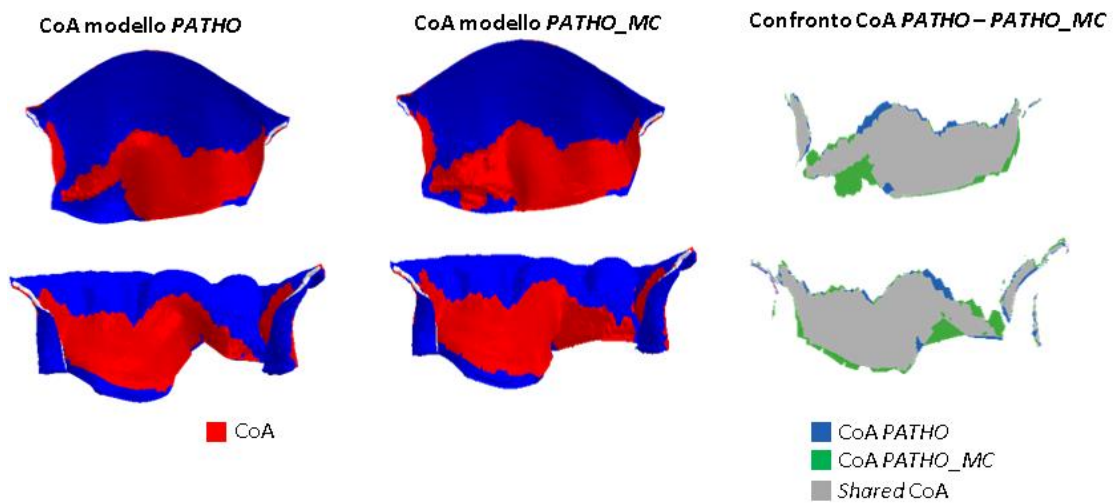 CoA modello PATHO
CoA modello PATHO_MC
Confronto CoA PATHO – PATHO_MC
CoA
CoA PATHO
CoA PATHO_MC
Shared CoA